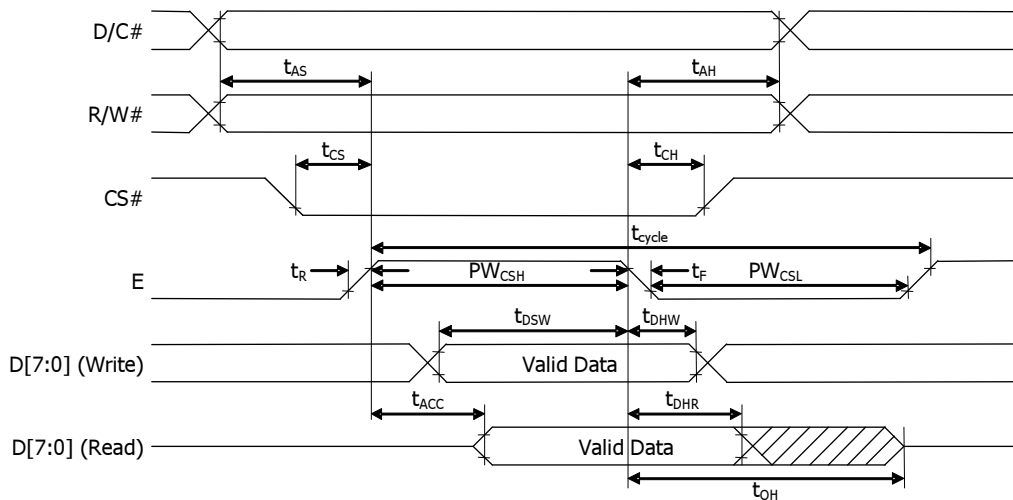 D/C#
tAS
tAH
R/W#
tCS
tCH
CS#
tcycle
tR
PWCSH
tF
PWCSL
E
tDSW
tDHW
D[7:0] (Write)
Valid Data
tACC
tDHR
D[7:0] (Read)
Valid Data
tOH